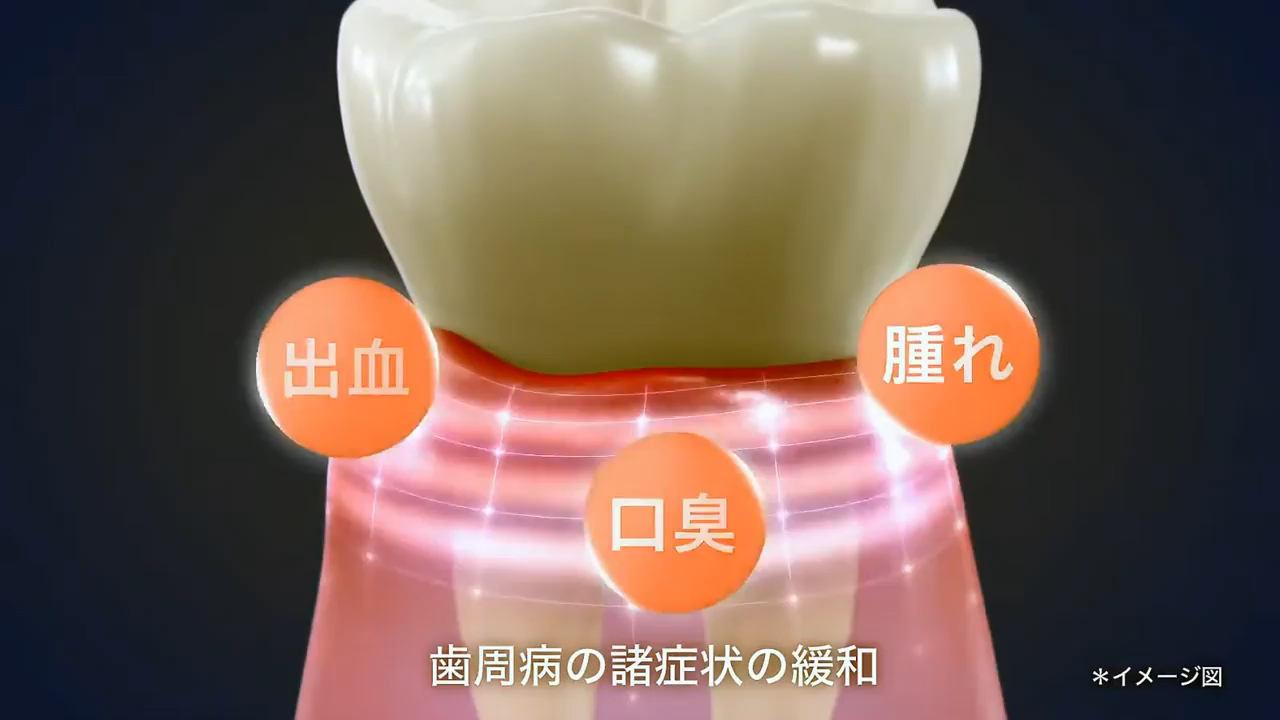 出血
腫れ
口臭
歯周病の諸症状の緩和
＊イメージ図